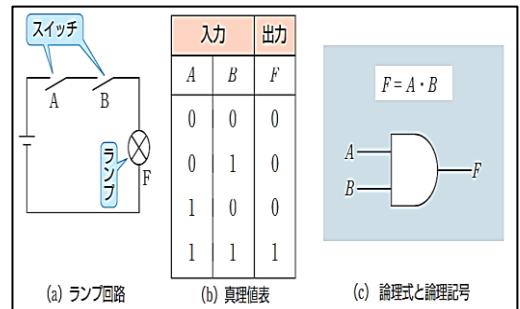 スイッチ
A B
ランプ
F
(a) ランプ回路
入力 出力
A B F
0 0 0
0 1 0
1 0 0
1 1 1
(b) 真理値表
F=A・B
A
B
F
(c) 論理式と論理記号